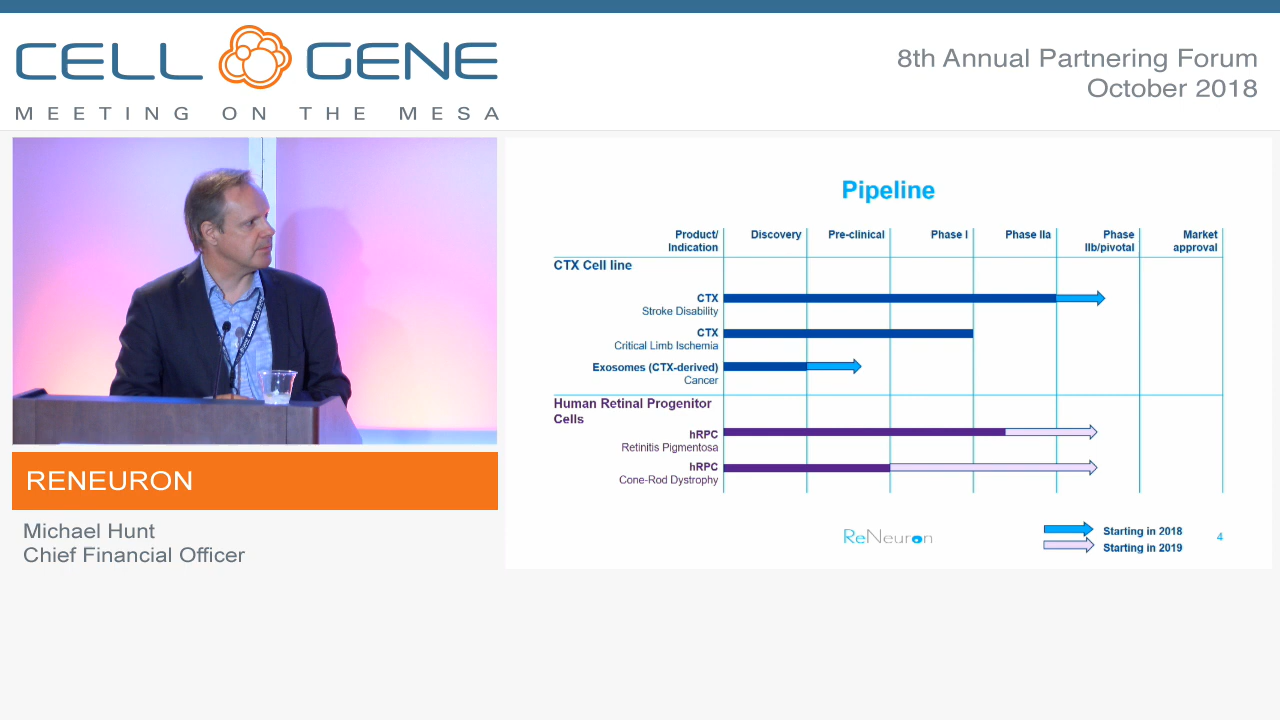 CELL GENE
MEETING ON THE MESA
8th Annual Partnering Forum
October 2018
RENEURON
Michael Hunt
Chief Financial Officer
Pipeline
Product/
Indication
Discovery
Pre-clinical
Phase I
Phase IIa
Phase
IIb/pivotal
Market
approval
CTX Cell line
CTX
Stroke Disability
CTX
Critical Limb Ischemia
Exosomes (CTX-derived)
Cancer
Human Retinal Progenitor
Cells
hRPC
Retinitis Pigmentosa
hRPC
Cone-Rod Dystrophy
ReNeuron
Starting in 2018
Starting in 2019
4